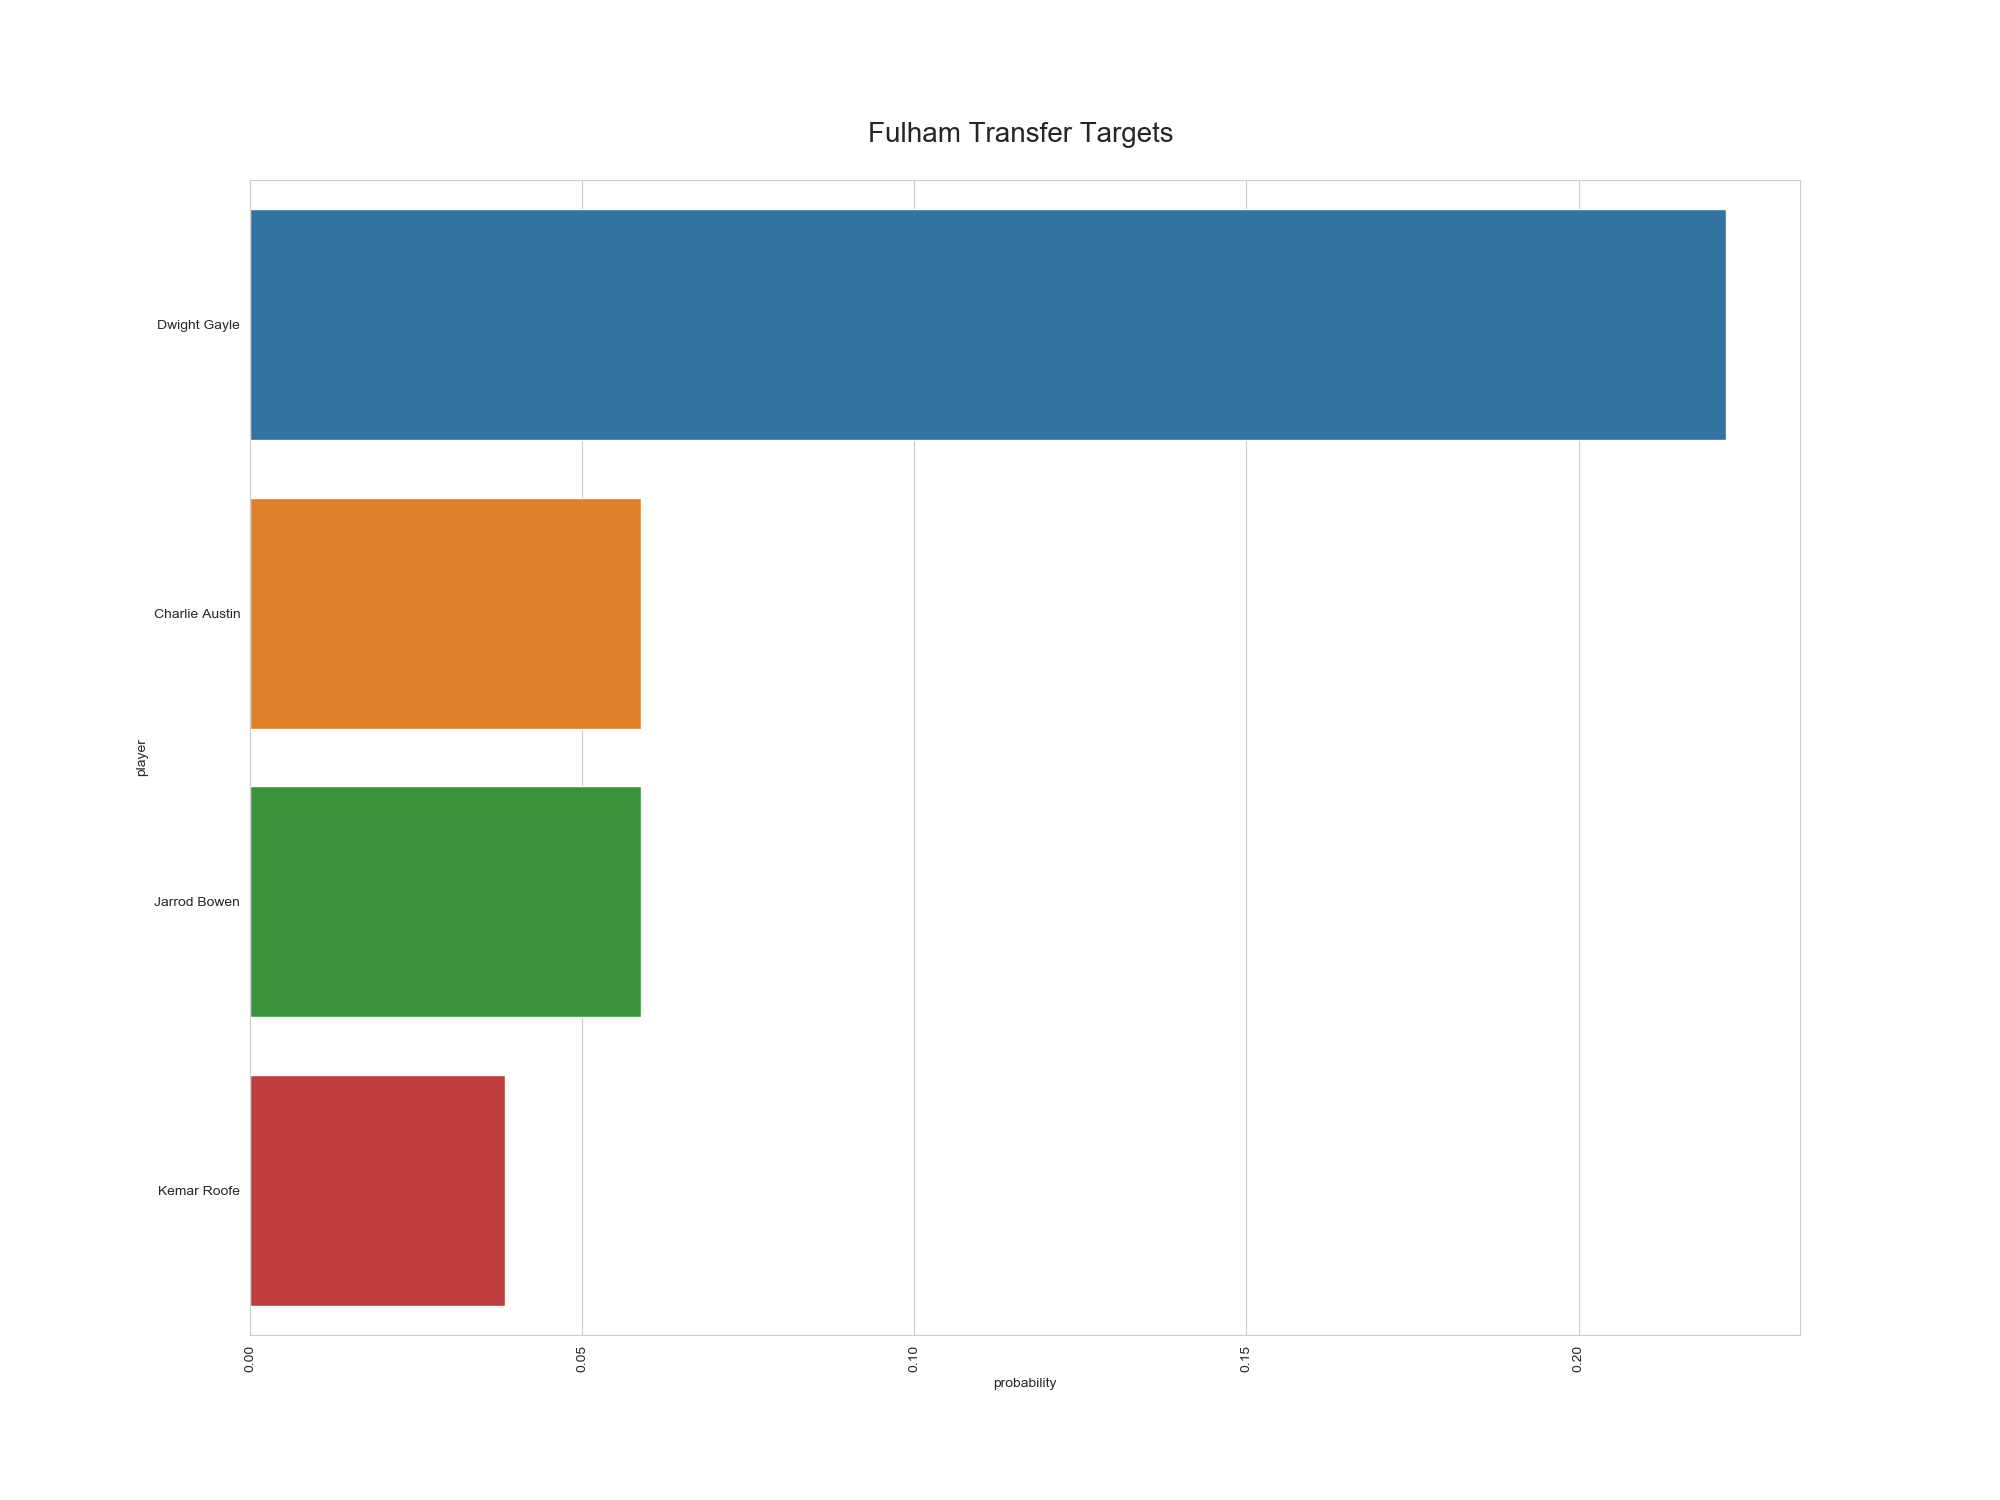 Fulham Transfer Targets
Dwight Gayle
Charlie Austin
player
Jarrod Bowen
Kemar Roofe
0.00
0.05
0.10
0.15
0.20
probability